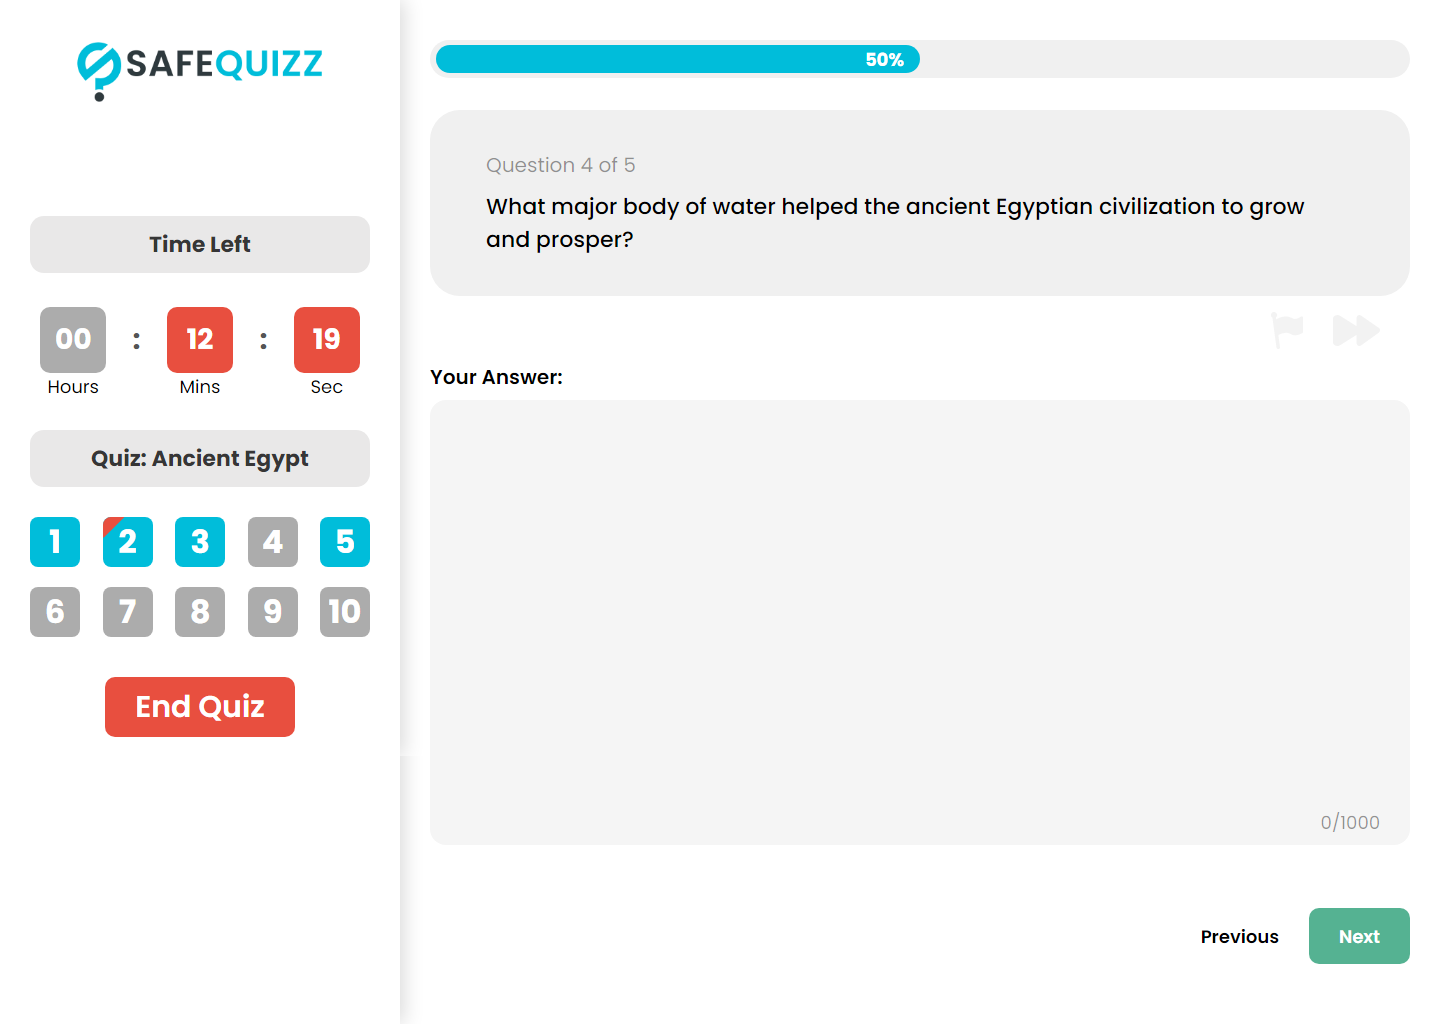 SAFEQUIZZ
Time Left
00 : 12 : 19
Hours Mins Sec
Quiz: Ancient Egypt
1 2 3 4 5
6 7 8 9 10
End Quiz
50%
Question 4 of 5
What major body of water helped the ancient Egyptian civilization to grow
and prosper?
Your Answer:
0/1000
Previous Next